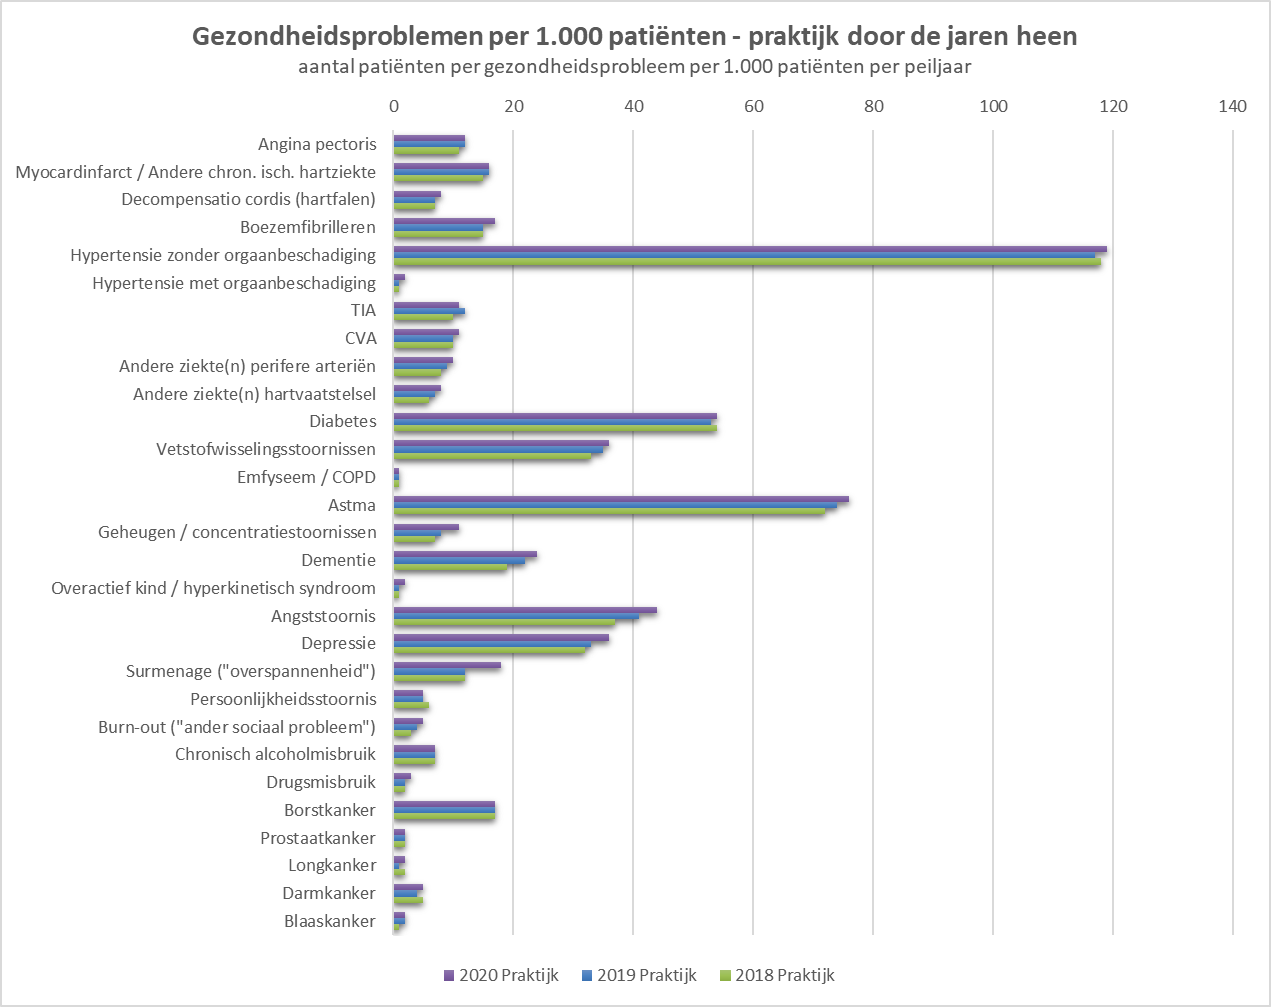 Gezondheidsproblemen per 1.000 patiënten - praktijk door de jaren heen
aantal patiënten per gezondheidsprobleem per 1.000 patiënten per peiljaar
0 20 40 60 80 100 120 140
Angina pectoris
Myocardinfarct / Andere chron. isch. hartziekte
Decompensatio cordis (hartfalen)
Boezemfibrilleren
Hypertensie zonder orgaanbeschadiging
Hypertensie met orgaanbeschadiging
TIA
CVA
Andere ziekte(n) perifere arteriën
Andere ziekte(n) hartvaatstelsel
Diabetes
Vetstofwisselingsstoornissen
Emfyseem / COPD
Astma
Geheugen / concentratiestoornissen
Dementie
Overactief kind / hyperkinetisch syndroom
Angststoornis
Depressie
Surmenage ("overspannenheid")
Persoonlijkheidsstoornis
Burn-out ("ander sociaal probleem")
Chronisch alcoholmisbruik
Drugsmisbruik
Borstkanker
Prostaatkanker
Longkanker
Darmkanker
Blaaskanker
2020 Praktijk 2019 Praktijk 2018 Praktijk